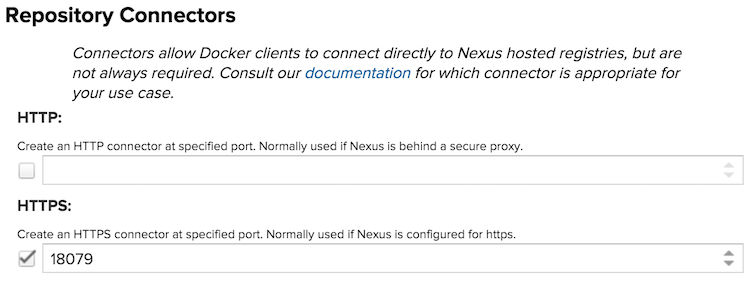 Repository Connectors
Connectors allow Docker clients to connect directly to Nexus hosted registries, but are
not always required. Consult our documentation for which connector is appropriate for
your use case.
HTTP:
Create an HTTP connector at specified port. Normally used if Nexus is behind a secure proxy.
HTTPS:
Create an HTTPS connector at specified port. Normally used if Nexus is configured for https.
18079